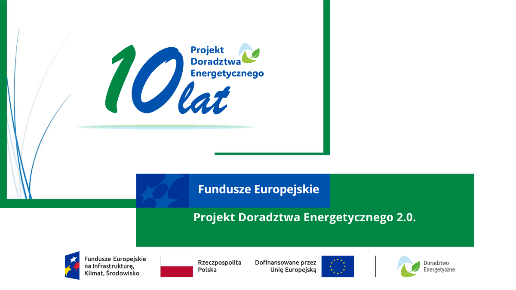 10 lat
Projekt
Doradztwa
Energetycznego
Fundusze Europejskie
Projekt Doradztwa Energetycznego 2.0.
Fundusze Europejskie
na Infrastrukturę,
Klimat, Środowisko
Rzeczpospolita
Polska
Dofinansowane przez
Unię Europejską
Doradztwo
Energetyczne